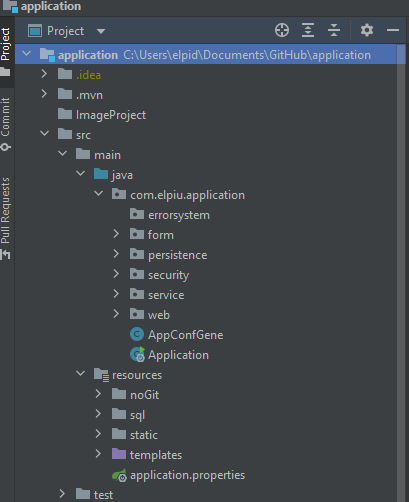 application
Project
application C:\Users\elpid\Documents\GitHub\application
.idea
.mvn
ImageProject
src
main
java
com.elpiu.application
errorsystem
form
persistence
security
service
web
AppConfGene
Application
resources
noGit
sql
static
templates
application.properties
test
Project
Commit
Pull Requests